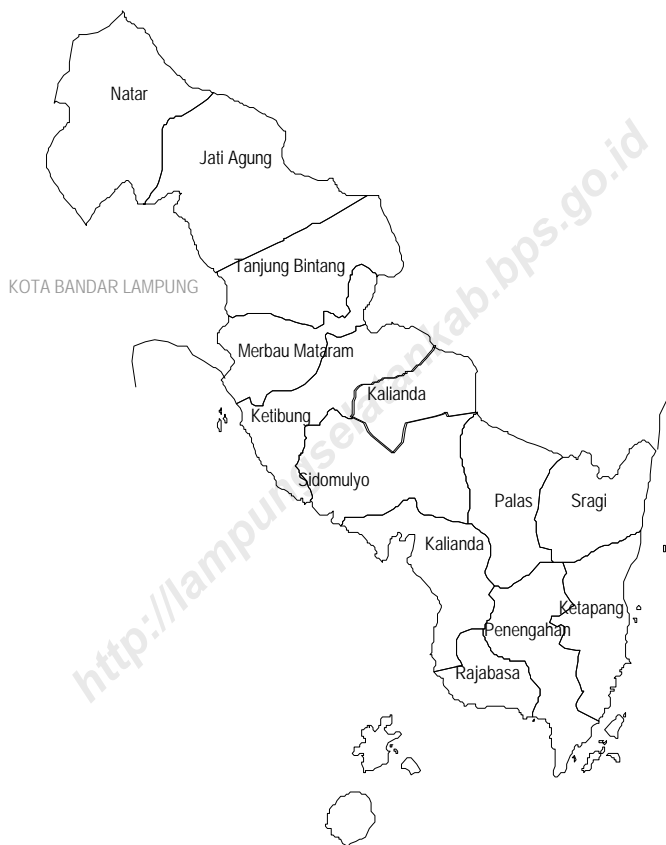 Natar
Jati Agung
Tanjung Bintang
KOTA BANDAR LAMPUNG
Merbau Mataram
Kalianda
Ketibung
Sidomulyo
Palas
Sragi
Kalianda
Ketapang
Penengahan
Rajabasa
http://lampungselatankab.bps.go.id